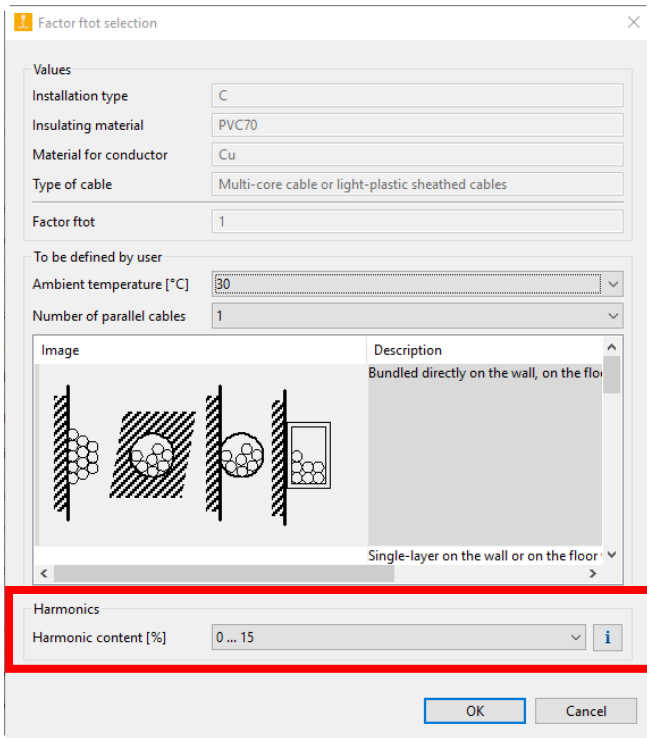 Factor ftot selection
Values
Installation type C
Insulating material PVC70
Material for conductor Cu
Type of cable Multi-core cable or light-plastic sheathed cables
Factor ftot 1
To be defined by user
Ambient temperature [°C] 30
Number of parallel cables 1
Image Description
Bundled directly on the wall, on the
Single-layer on the wall or on the floor
Harmonics
Harmonic content [%] 0 ... 15 i
OK Cancel